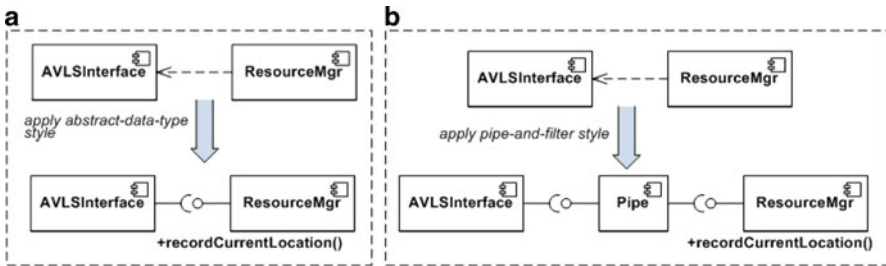 a
AVLSInterface
ResourceMgr
apply abstract-data-type
style
AVLSInterface
ResourceMgr
+recordCurrentLocation()
b
AVLSInterface
ResourceMgr
apply pipe-and-filter style
AVLSInterface
Pipe
ResourceMgr
+recordCurrentLocation()